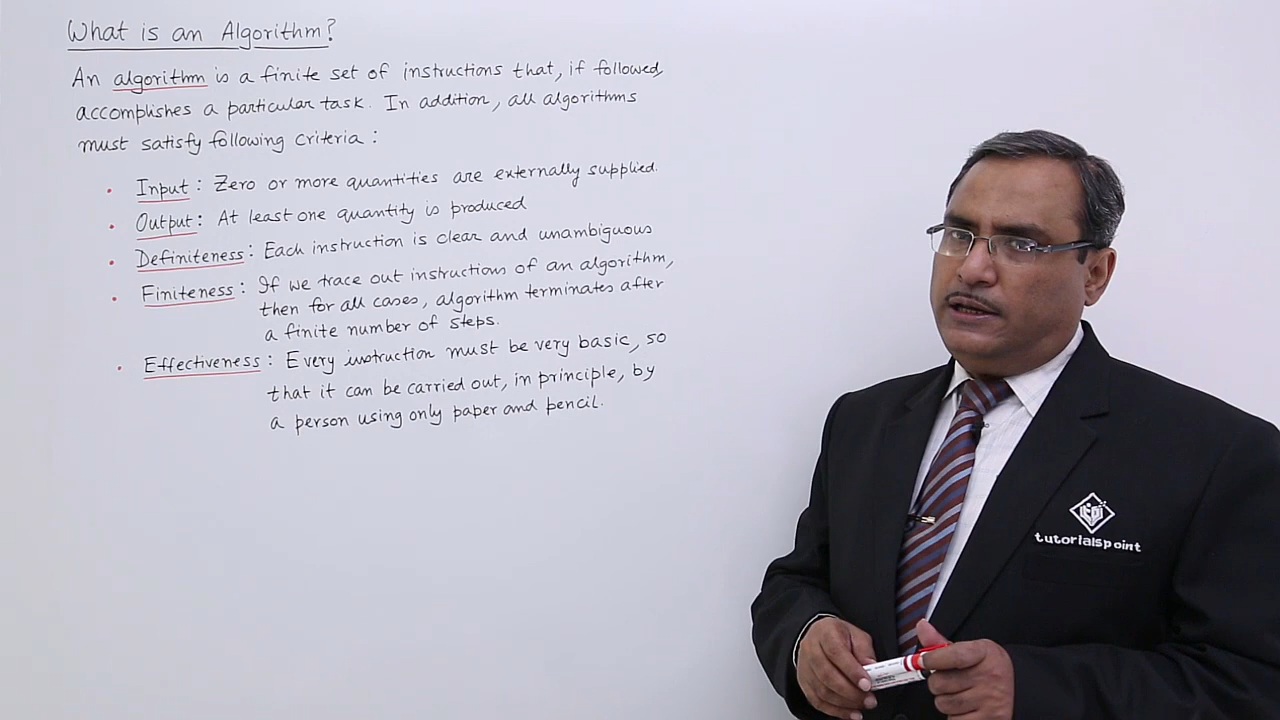 What is an Algorithm?
An algorithm is a finite set of instructions that, if followed,
accomplishes a particular task. In addition, all algorithms
must satisfy following criteria :
• Input : Zero or more quantities are externally supplied.
• Output : At least one quantity is produced
• Definiteness : Each instruction is clear and unambiguous
• Finiteness : If we trace out instructions of an algorithm,
then for all cases, algorithm terminates after
a finite number of steps.
• Effectiveness : Every instruction must be very basic, so
that it can be carried out, in principle, by
a person using only paper and pencil.
tutorialspoint